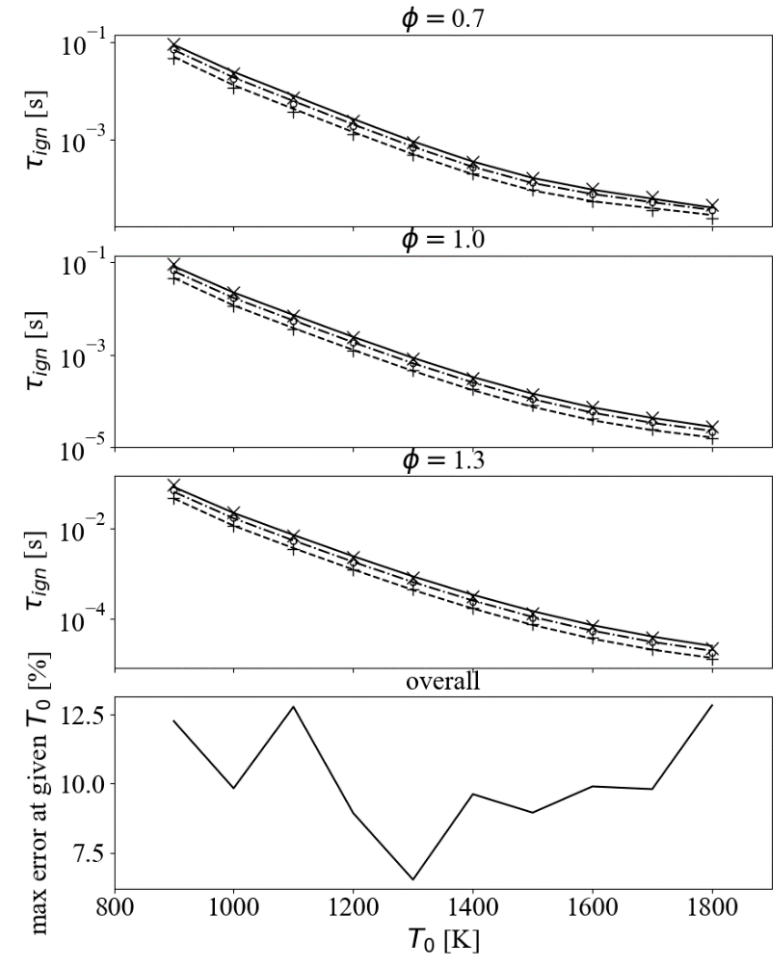 ϕ = 0.7
10⁻¹
10⁻³
τ_ign [s]
ϕ = 1.0
10⁻¹
10⁻³
10⁻⁵
τ_ign [s]
ϕ = 1.3
10⁻²
10⁻⁴
τ_ign [s]
overall
12.5
10.0
7.5
max error at given T₀ [%]
800 1000 1200 1400 1600 1800
T₀ [K]